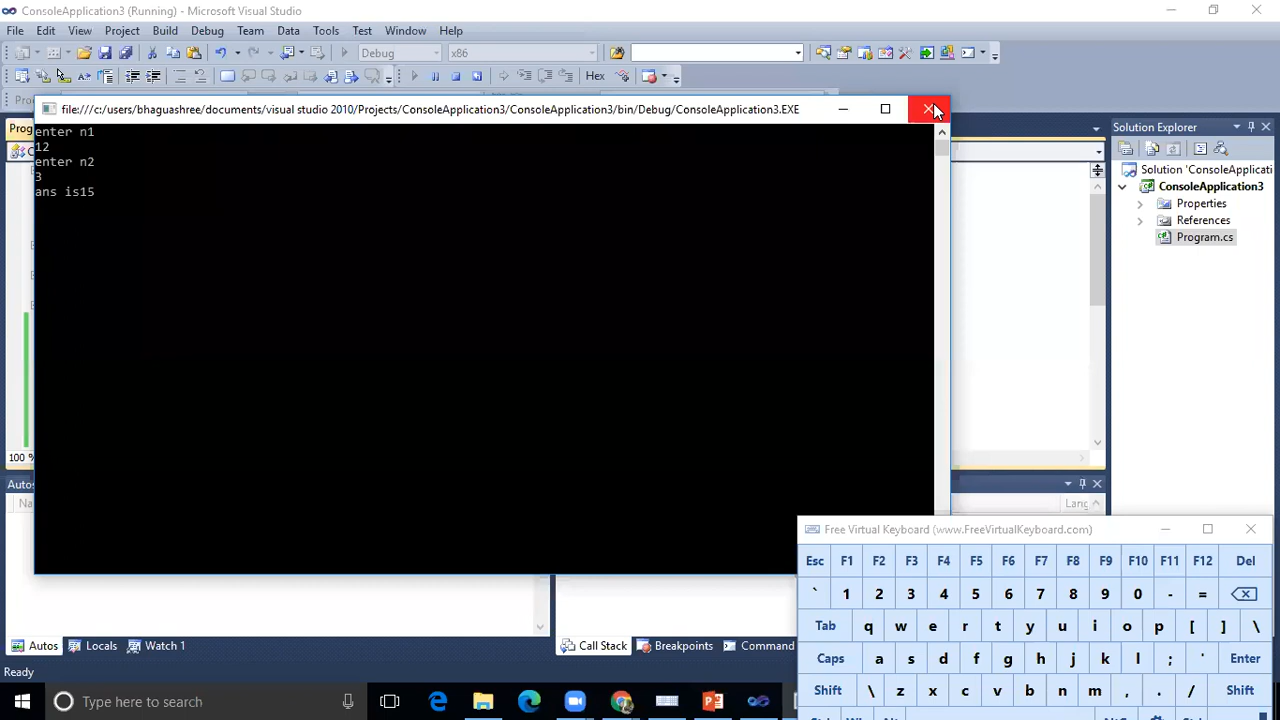 ConsoleApplication3 (Running) - Microsoft Visual Studio
File Edit View Project Build Debug Team Data Tools Test Window Help
Debug x86
Hex
file:///c:/users/bhaguashree/documents/visual studio 2010/Projects/ConsoleApplication3/ConsoleApplication3/bin/Debug/ConsoleApplication3.EXE
enter n1
12
enter n2
3
ans is15
Solution Explorer
Solution 'ConsoleApplicati
ConsoleApplication3
Properties
References
Program.cs
100 %
Autos
Lang
Free Virtual Keyboard (www.FreeVirtualKeyboard.com)
Esc F1 F2 F3 F4 F5 F6 F7 F8 F9 F10 F11 F12 Del
` 1 2 3 4 5 6 7 8 9 0 - =
Tab q w e r t y u i o p [ ] \
Caps a s d f g h j k l ; ' Enter
Shift \ z x c v b n m , . / Shift
Autos Locals Watch 1
Call Stack Breakpoints Command
Ready
Type here to search